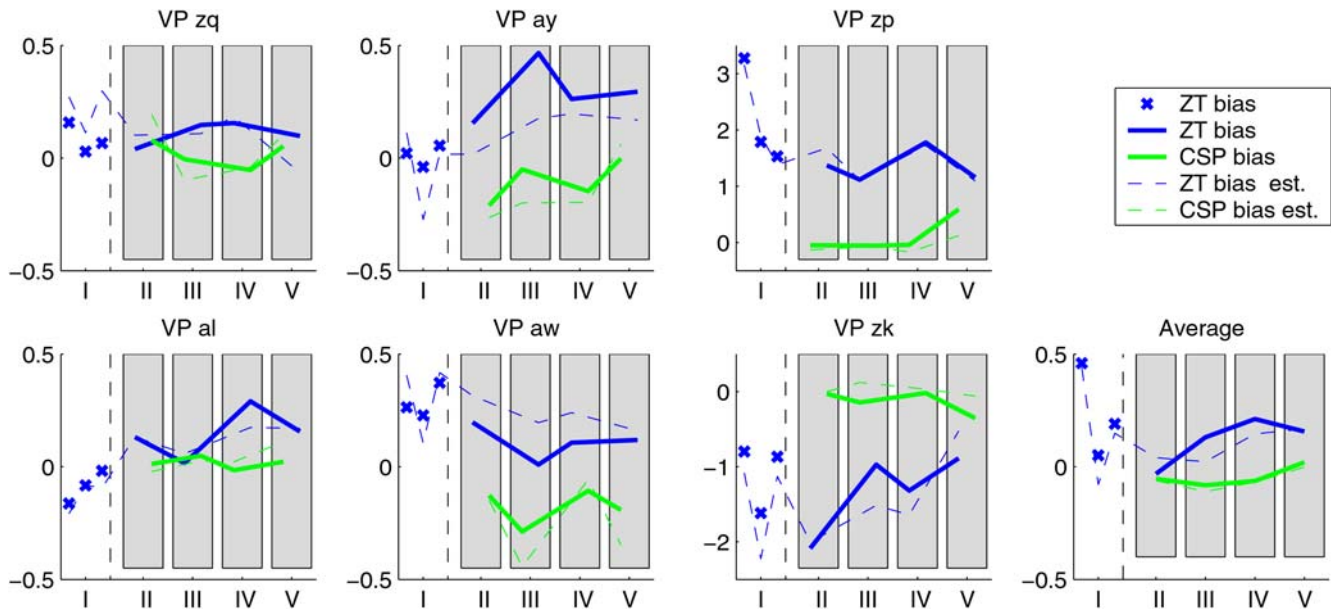 VP zq
VP ay
VP zp
0.5
0
−0.5
I II III IV V
0.5
0
−0.5
I II III IV V
3
2
1
0
I II III IV V
ZT bias
ZT bias
CSP bias
ZT bias est.
CSP bias est.
VP al
VP aw
VP zk
Average
0.5
0
−0.5
I II III IV V
0.5
0
−0.5
I II III IV V
0
−1
−2
I II III IV V
0.5
0
−0.5
I II III IV V